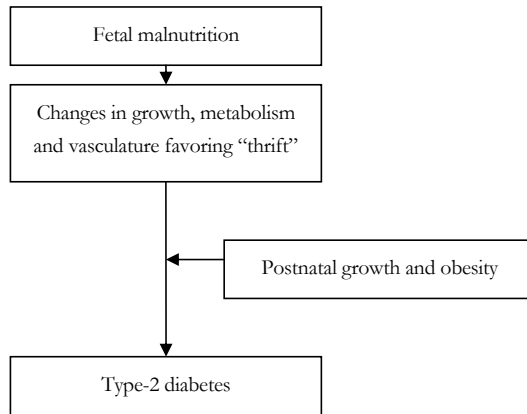 Fetal malnutrition
Changes in growth, metabolism
and vasculature favoring “thrift”
Postnatal growth and obesity
Type-2 diabetes